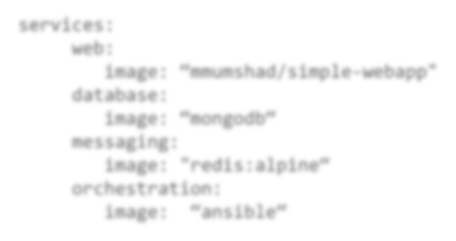 services:
web:
image: “mmumshad/simple-webapp"
database:
image: “mongodb“
messaging:
image: "redis:alpine“
orchestration:
image: “ansible“